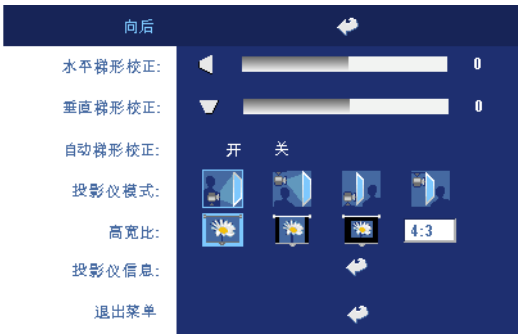 向后
水平梯形校正: 0
垂直梯形校正: 0
自动梯形校正: 开 关
投影仪模式:
高宽比: 4:3
投影仪信息:
退出菜单